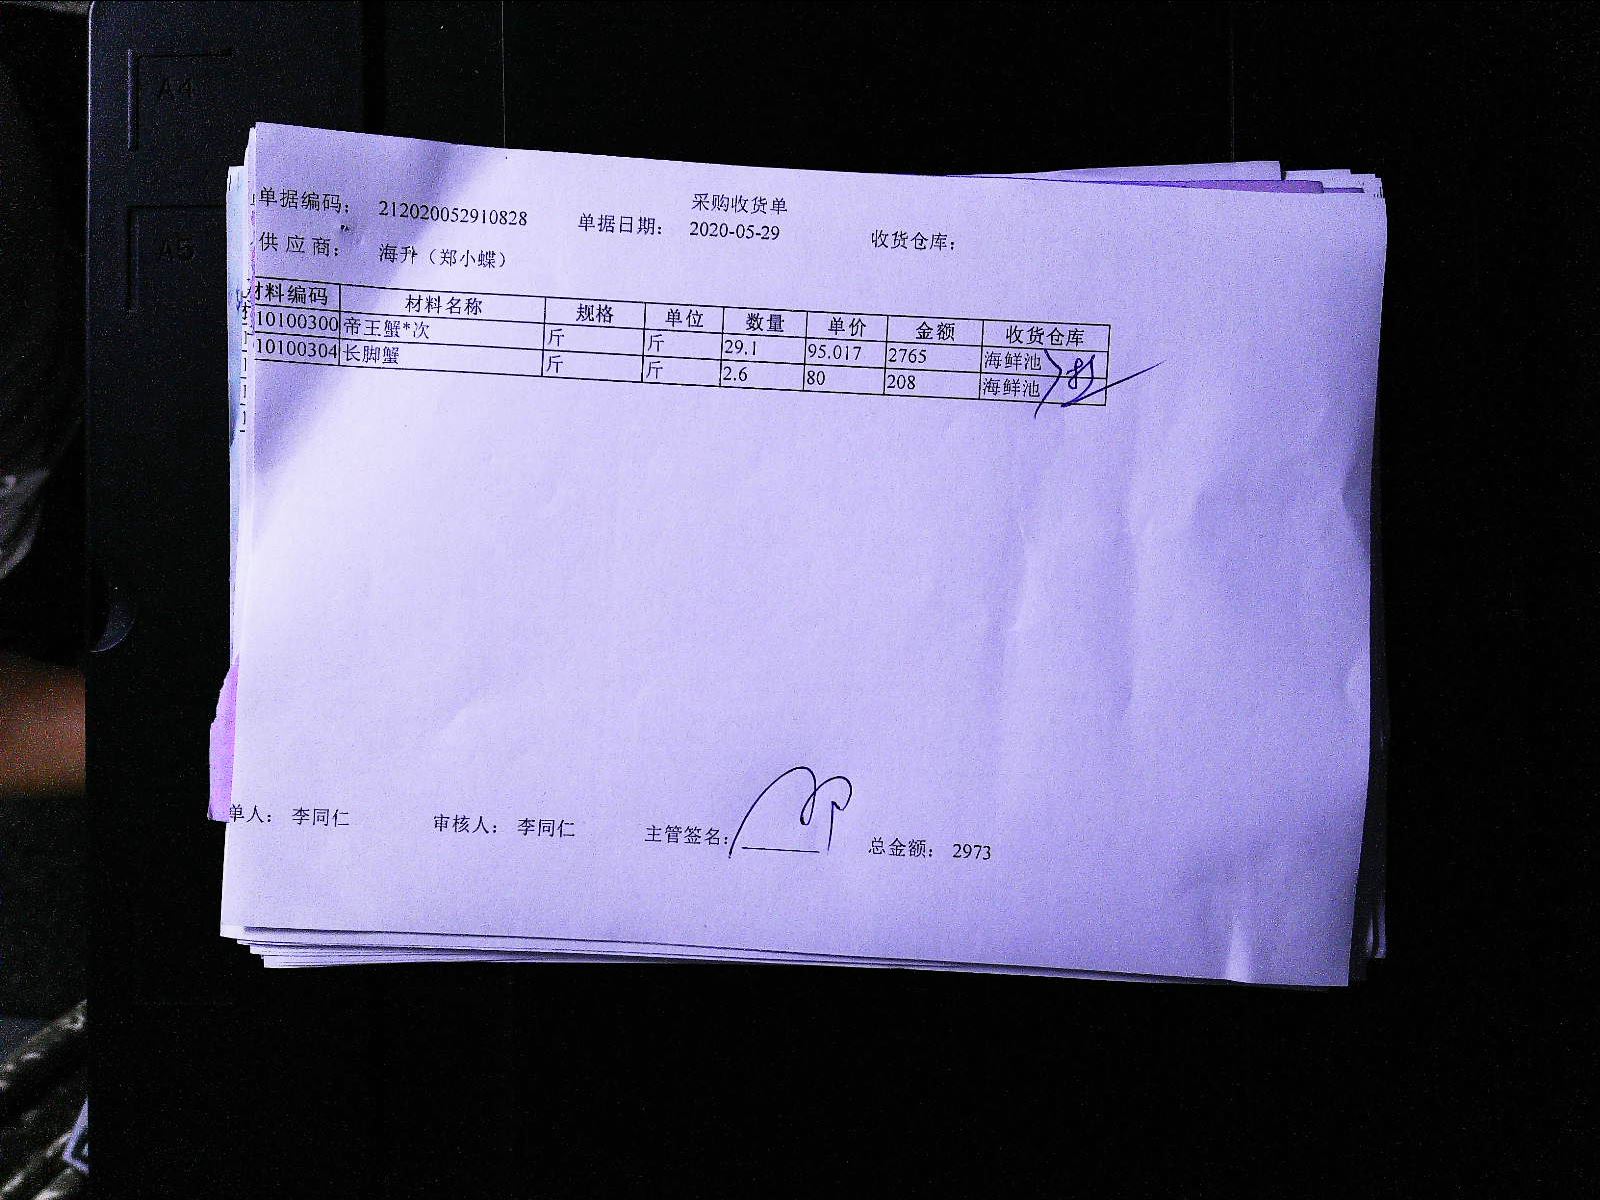 A4
A5
采购收货单
单据编码： 212020052910828 单据日期： 2020-05-29 收货仓库：
供应商： 海升（郑小蝶）
材料编码 材料名称 规格 单位 数量 单价 金额 收货仓库
10100300 帝王蟹*次 斤 斤 29.1 95.017 2765 海鲜池
10100304 长脚蟹 斤 斤 2.6 80 208 海鲜池
单人： 李同仁 审核人： 李同仁 主管签名： 总金额： 2973